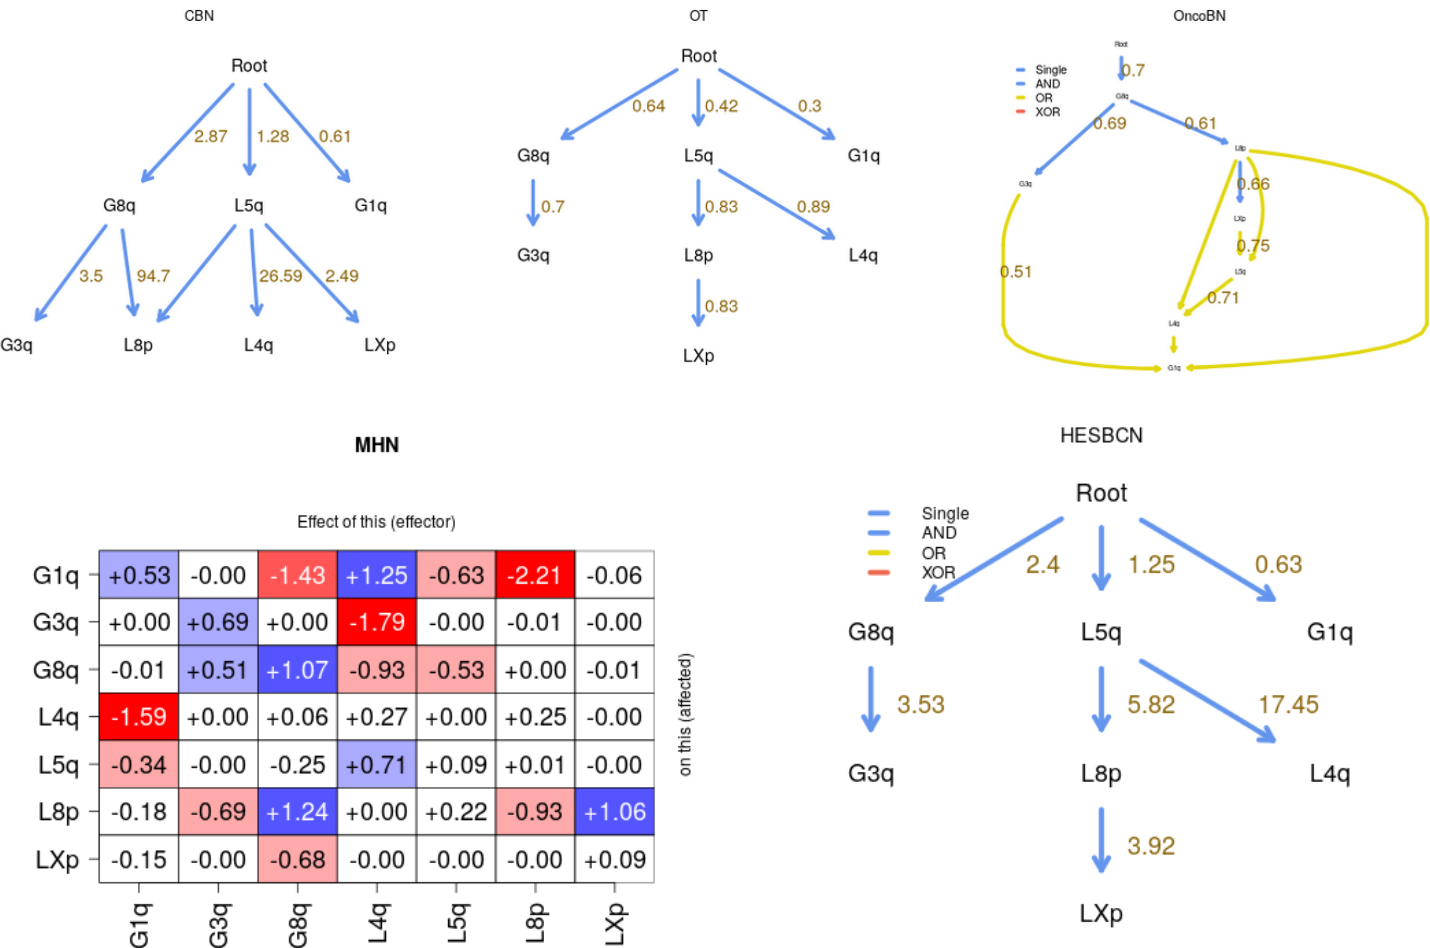 CBN
Root
2.87 1.28 0.61
G8q L5q G1q
3.5 94.7 26.59 2.49
G3q L8p L4q LXp
OT
Root
0.64 0.42 0.3
G8q L5q G1q
0.7 0.83 0.89
G3q L8p L4q
0.83
LXp
OncoBN
Root
Single
AND
OR
XOR
0.7
G8q
0.69 0.61
L8p
G3q
0.66
LXp
0.75
L5q
0.51
0.71
L4q
G1q
MHN
Effect of this (effector)
G1q +0.53 -0.00 -1.43 +1.25 -0.63 -2.21 -0.06
G3q +0.00 +0.69 +0.00 -1.79 -0.00 -0.01 -0.00
G8q -0.01 +0.51 +1.07 -0.93 -0.53 +0.00 -0.01
L4q -1.59 +0.00 +0.06 +0.27 +0.00 +0.25 -0.00
L5q -0.34 -0.00 -0.25 +0.71 +0.09 +0.01 -0.00
L8p -0.18 -0.69 +1.24 +0.00 +0.22 -0.93 +1.06
LXp -0.15 -0.00 -0.68 -0.00 -0.00 -0.00 +0.09
G1q G3q G8q L4q L5q L8p LXp
on this (affected)
HESBCN
Root
Single
AND
OR
XOR
2.4 1.25 0.63
G8q L5q G1q
3.53 5.82 17.45
G3q L8p L4q
3.92
LXp